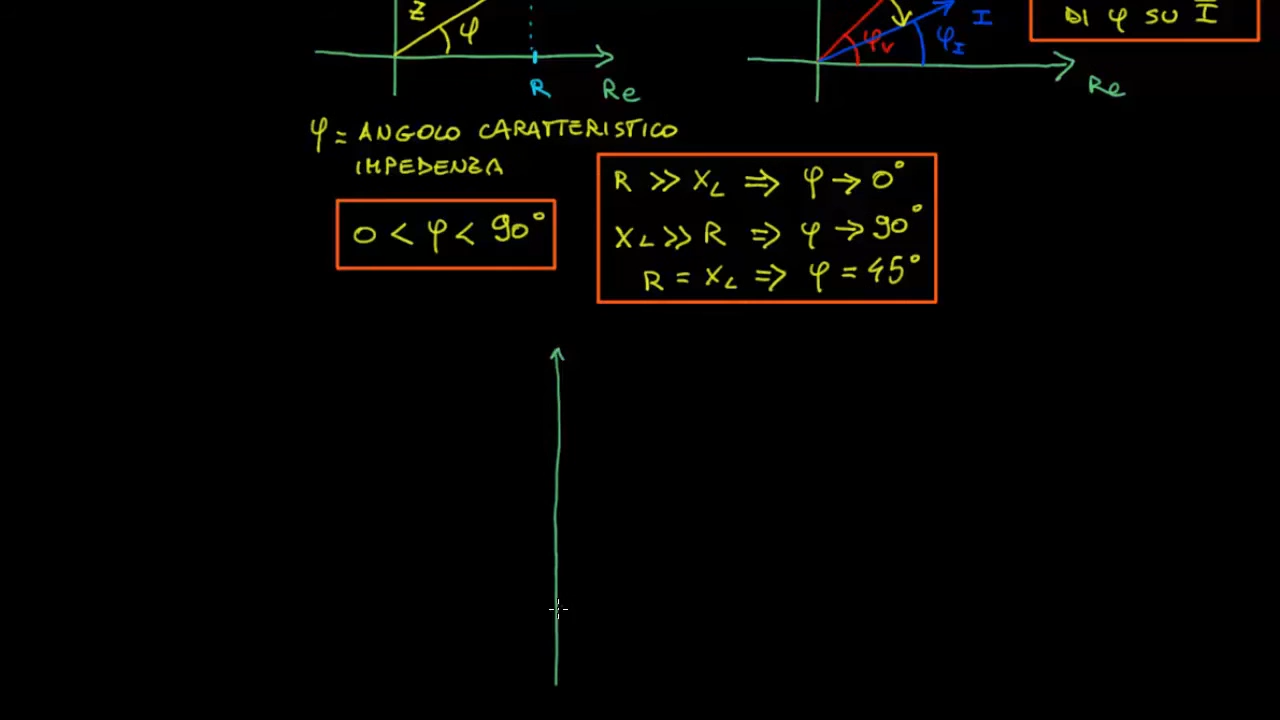 Z
φ
R
Re
I
φV
φI
Re
DI φ SU I̅
φ = ANGOLO CARATTERISTICO
IMPEDENZA
0 < φ < 90°
R >> XL ⇒ φ → 0°
XL >> R ⇒ φ → 90°
R = XL ⇒ φ = 45°